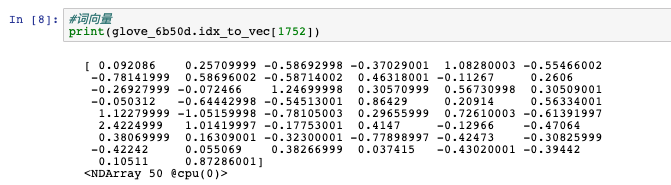 In [8]: #词向量
print(glove_6b50d.idx_to_vec[1752])
[ 0.092086 0.25709999 -0.58692998 -0.37029001 1.08280003 -0.55466002
-0.78141999 0.58696002 -0.58714002 0.46318001 -0.11267 0.2606
-0.26927999 -0.072466 1.24699998 0.30570999 0.56730998 0.30509001
-0.050312 -0.64442998 -0.54513001 0.86429 0.20914 0.56334001
1.12279999 -1.05159998 -0.78105003 0.29655999 0.72610003 -0.61391997
2.4224999 1.01419997 -0.17753001 0.4147 -0.12966 -0.47064
0.38069999 0.16309001 -0.32300001 -0.77898997 -0.42473 -0.30825999
-0.42242 0.055069 0.38266999 0.037415 -0.43020001 -0.39442
0.10511 0.87286001]
<NDArray 50 @cpu(0)>